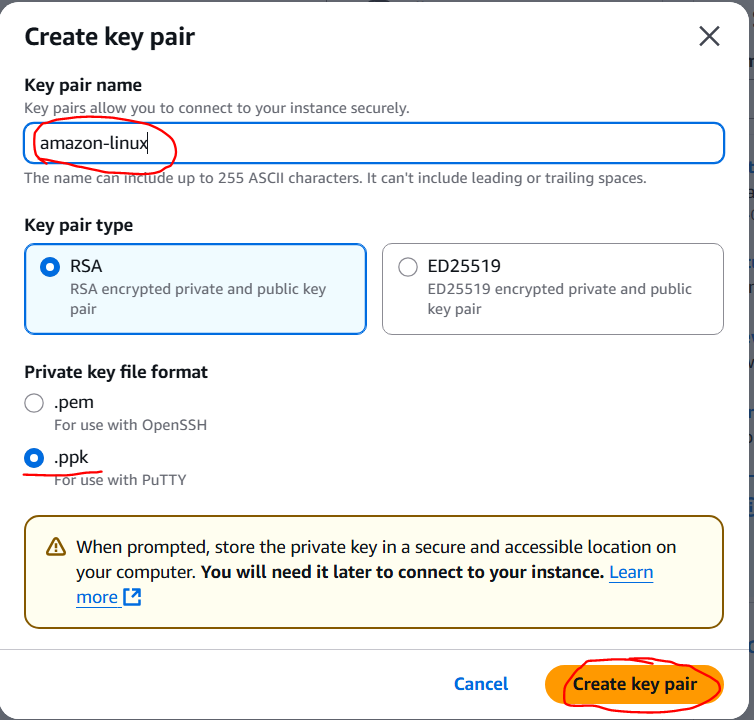 Create key pair
Key pair name
Key pairs allow you to connect to your instance securely.
amazon-linux
The name can include up to 255 ASCII characters. It can't include leading or trailing spaces.
Key pair type
RSA
RSA encrypted private and public key
pair
ED25519
ED25519 encrypted private and public
key pair
Private key file format
.pem
For use with OpenSSH
.ppk
For use with PuTTY
When prompted, store the private key in a secure and accessible location on
your computer. You will need it later to connect to your instance. Learn
more
Cancel
Create key pair